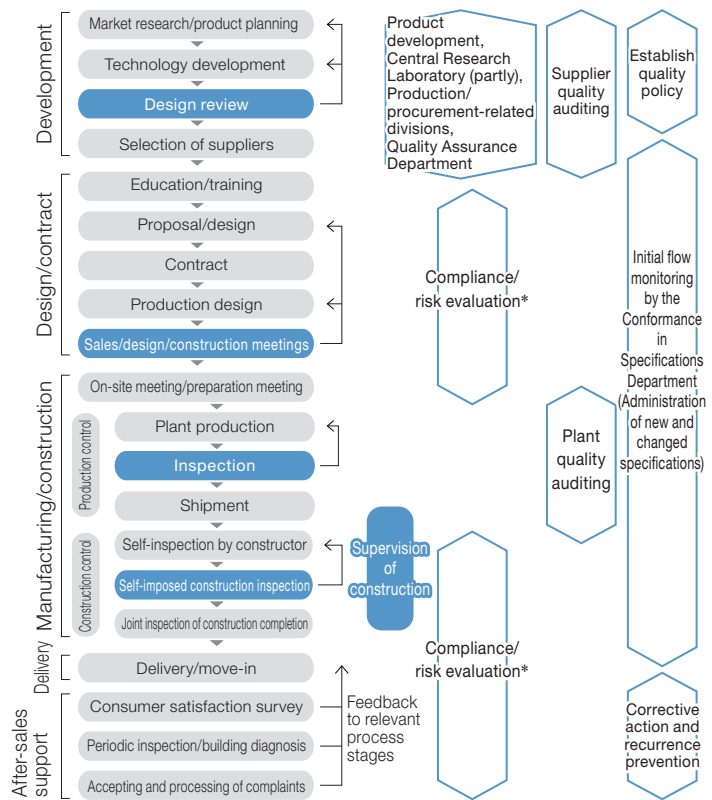 Development
Market research/product planning
Technology development
Design review
Selection of suppliers
Design/contract
Education/training
Proposal/design
Contract
Production design
Sales/design/construction meetings
Manufacturing/construction
On-site meeting/preparation meeting
Production control
Plant production
Inspection
Shipment
Construction control
Self-inspection by constructor
Self-imposed construction inspection
Joint inspection of construction completion
Delivery
Delivery/move-in
After-sales
support
Consumer satisfaction survey
Periodic inspection/building diagnosis
Accepting and processing of complaints
Feedback
to relevant
process
stages
Supervision
of
construction
Product
development,
Central Research
Laboratory (partly),
Production/
procurement-related
divisions,
Quality Assurance
Department
Compliance/
risk evaluation*
Compliance/
risk evaluation*
Supplier
quality
auditing
Plant
quality
auditing
Establish
quality
policy
Initial flow
monitoring
by the
Conformance
in
Specifications
Department
(Administration
of new and
changed
specifications)
Corrective
action and
recurrence
prevention